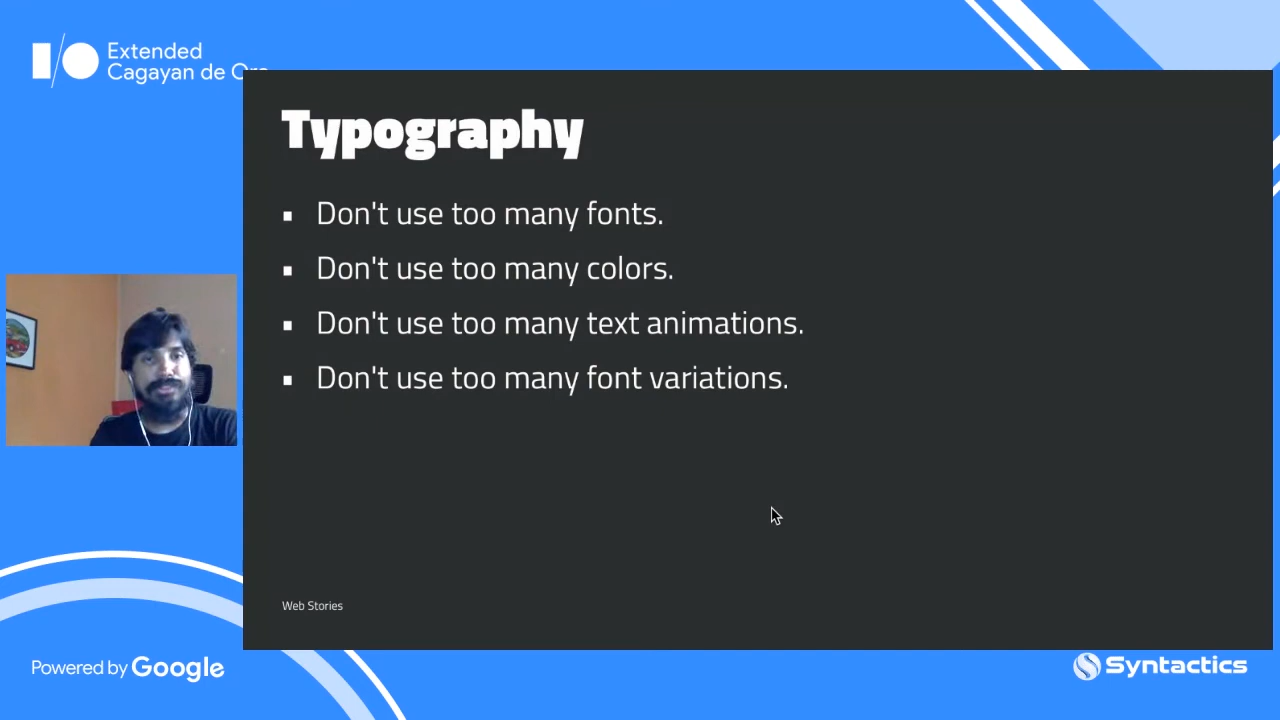 I/O Extended
Cagayan de Oro
Typography
Don't use too many fonts.
Don't use too many colors.
Don't use too many text animations.
Don't use too many font variations.
Web Stories
Powered by Google
Syntactics